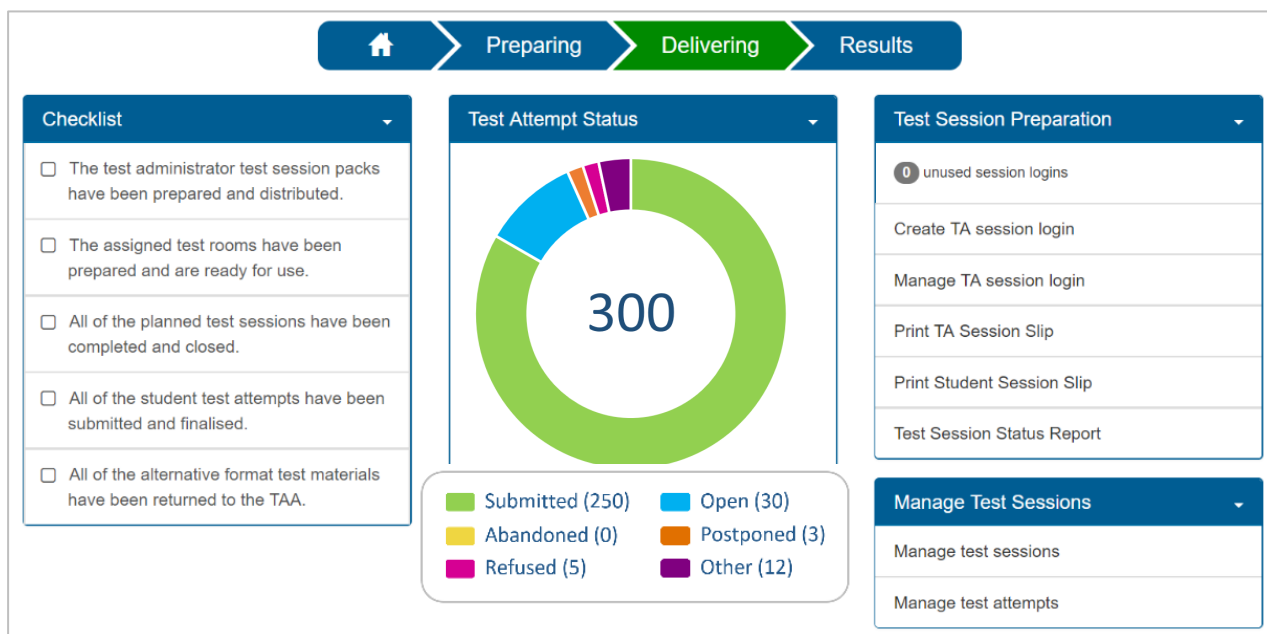 Preparing
Delivering
Results
Checklist
The test administrator test session packs
have been prepared and distributed.
The assigned test rooms have been
prepared and are ready for use.
All of the planned test sessions have been
completed and closed.
All of the student test attempts have been
submitted and finalised.
All of the alternative format test materials
have been returned to the TAA.
Test Attempt Status
300
Submitted (250)
Open (30)
Abandoned (0)
Postponed (3)
Refused (5)
Other (12)
Test Session Preparation
0 unused session logins
Create TA session login
Manage TA session login
Print TA Session Slip
Print Student Session Slip
Test Session Status Report
Manage Test Sessions
Manage test sessions
Manage test attempts